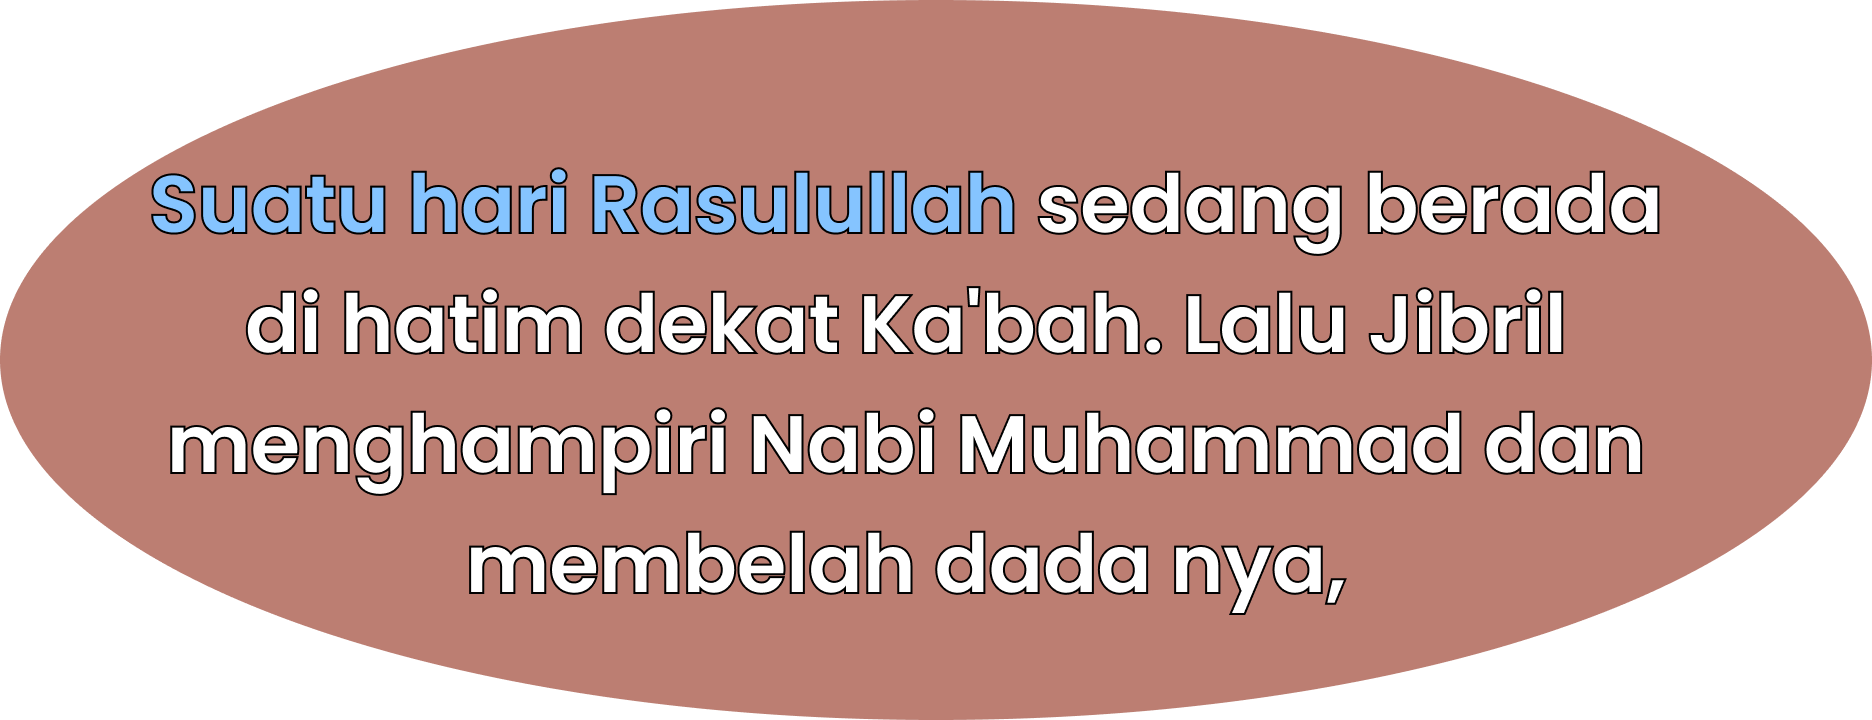 Suatu hari Rasulullah sedang berada
di hatim dekat Ka'bah. Lalu Jibril
menghampiri Nabi Muhammad dan
membelah dada nya,